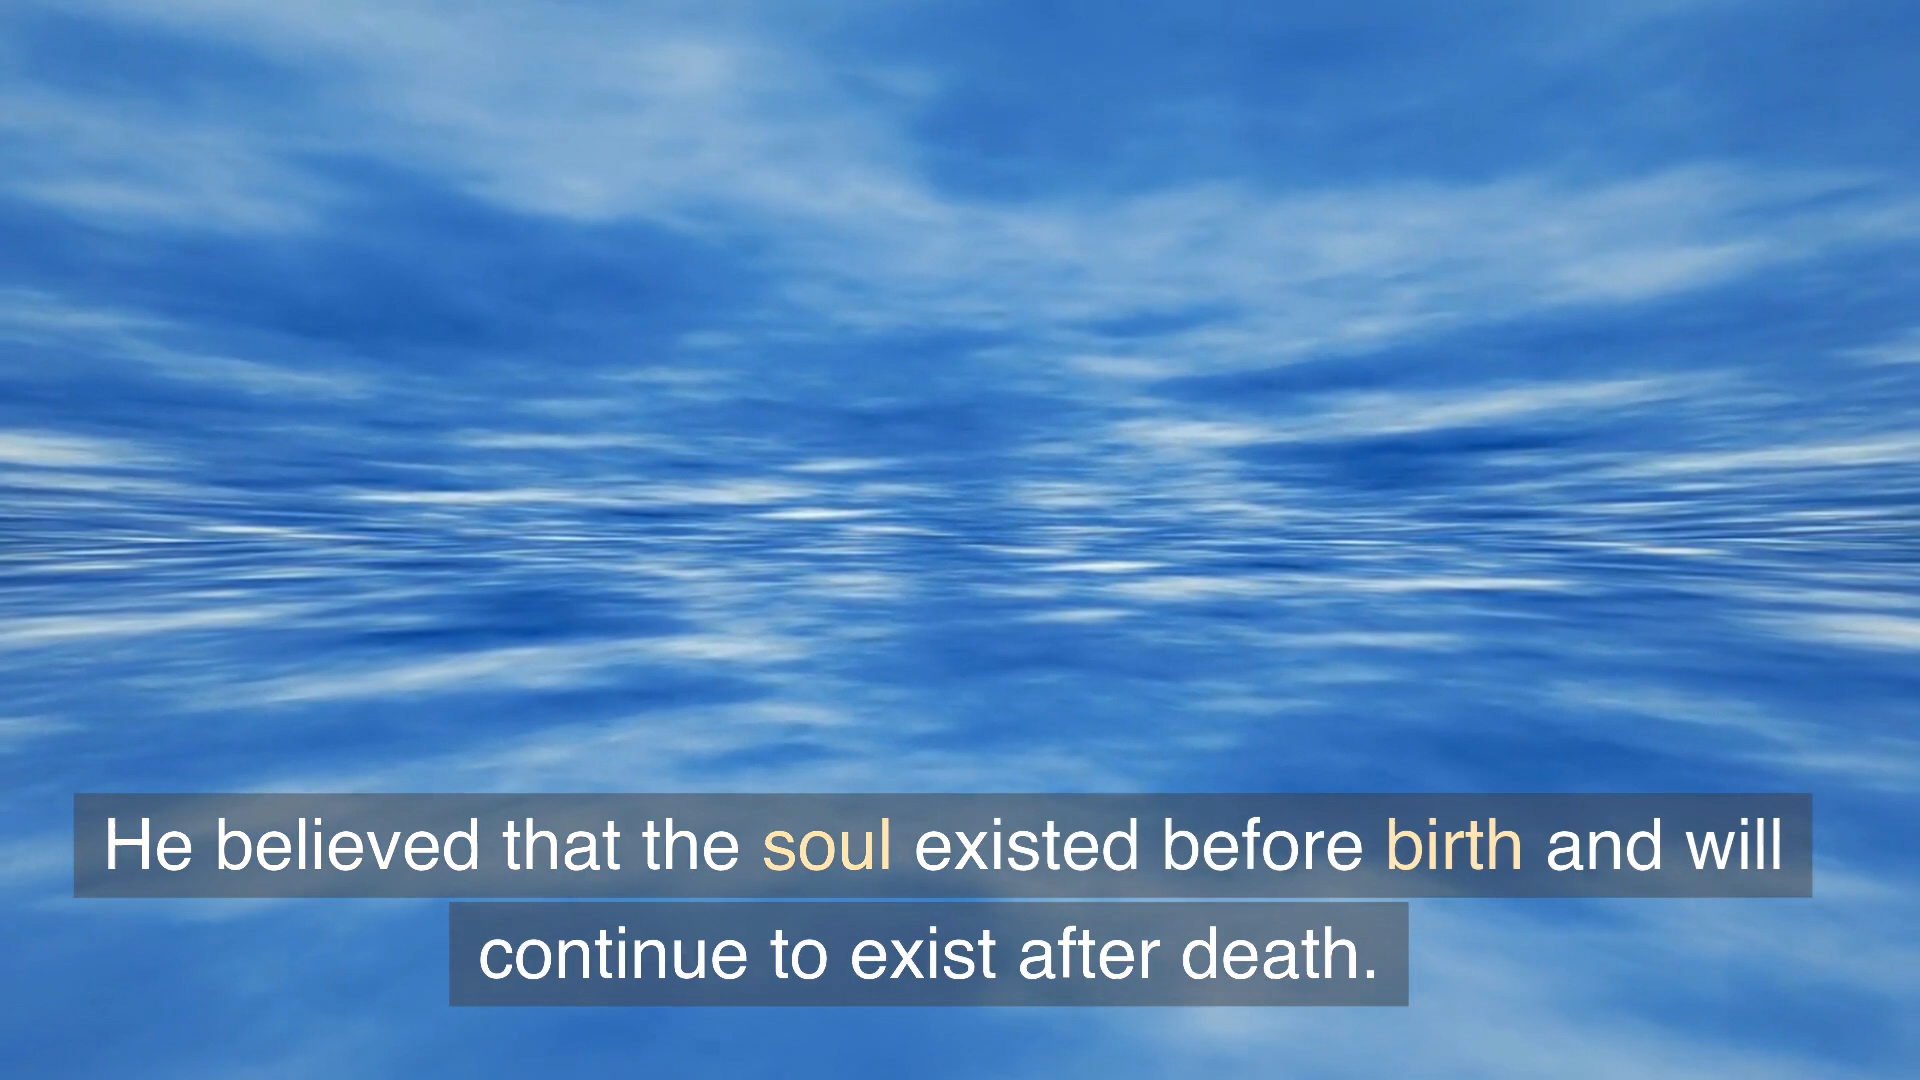 He believed that the soul existed before birth and will
continue to exist after death.